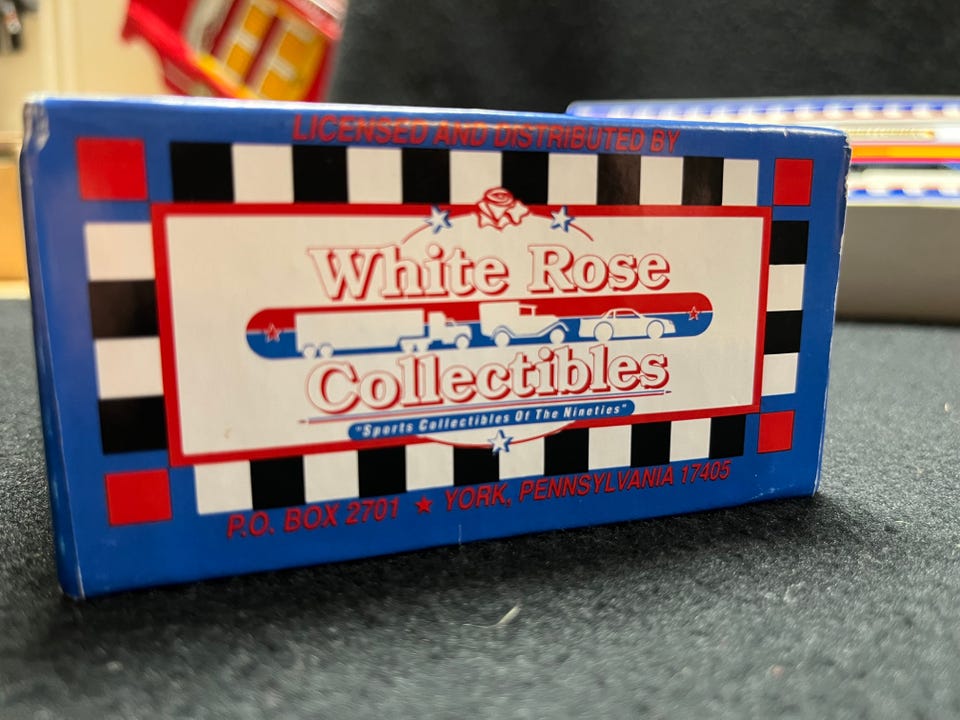 LICENSED AND DISTRIBUTED BY
White Rose
Collectibles
"Sports Collectibles Of The Nineties"
P.O. BOX 2701 ★ YORK, PENNSYLVANIA 17405